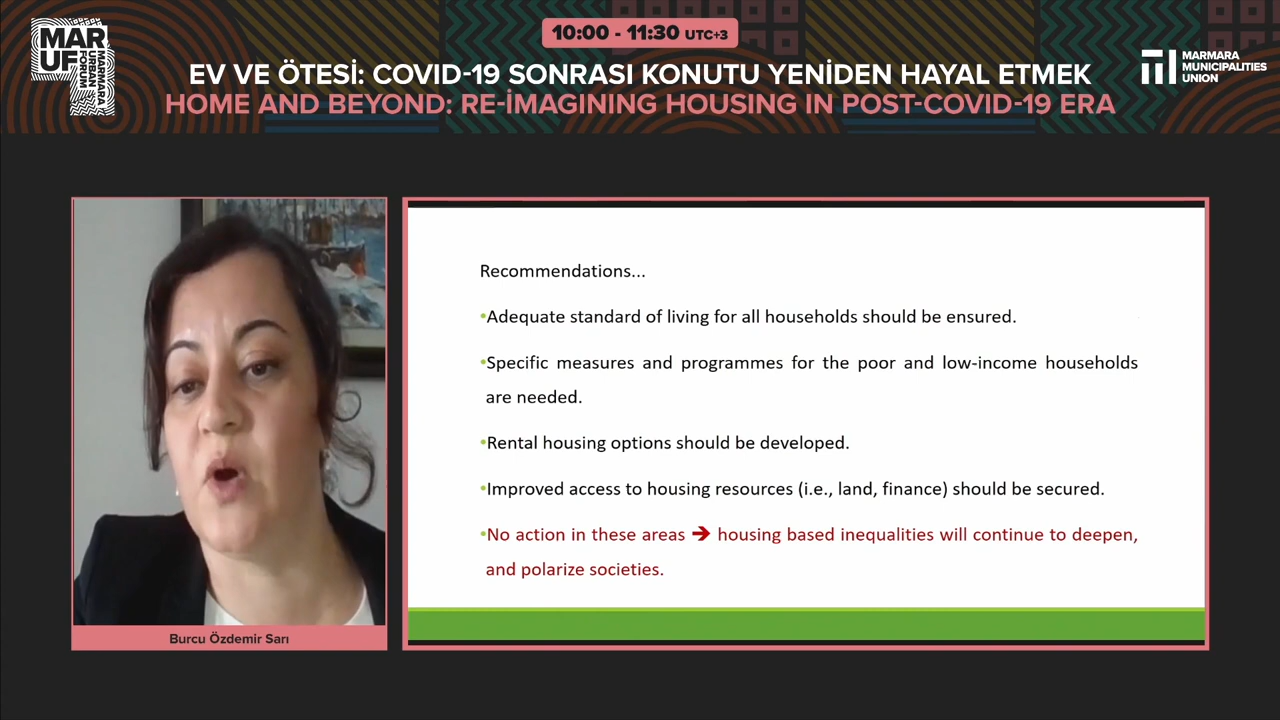 MAR
UF
MARMARA
URBAN
FORUM
10:00 - 11:30 UTC+3
EV VE ÖTESİ: COVID-19 SONRASI KONUTU YENİDEN HAYAL ETMEK
HOME AND BEYOND: RE-İMAGINING HOUSING IN POST-COVID-19 ERA
MARMARA
MUNICIPALITIES
UNION
Recommendations...
•Adequate standard of living for all households should be ensured.
•Specific measures and programmes for the poor and low-income households
are needed.
•Rental housing options should be developed.
•Improved access to housing resources (i.e., land, finance) should be secured.
•No action in these areas ➔ housing based inequalities will continue to deepen,
and polarize societies.
Burcu Özdemir Sarı